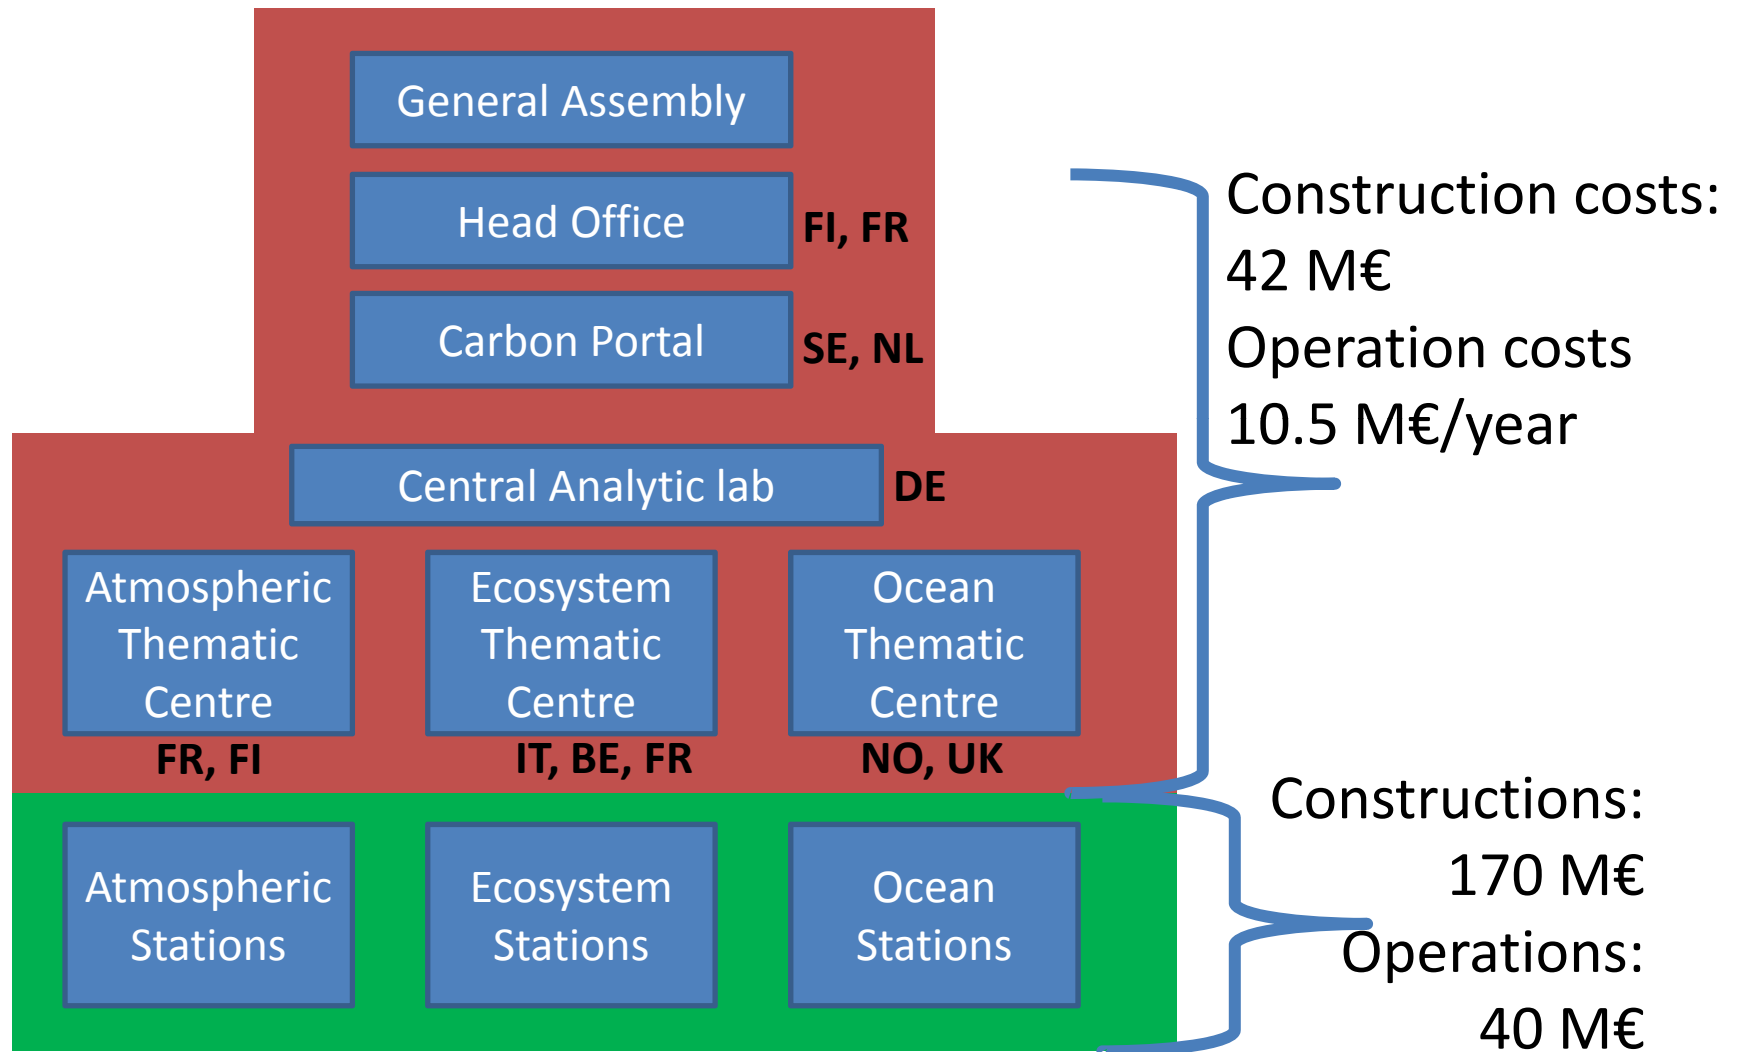 General Assembly
Head Office
FI, FR
Carbon Portal
SE, NL
Construction costs:
42 M€
Operation costs
10.5 M€/year
Central Analytic lab
DE
Atmospheric
Thematic
Centre
FR, FI
Ecosystem
Thematic
Centre
IT, BE, FR
Ocean
Thematic
Centre
NO, UK
Atmospheric
Stations
Ecosystem
Stations
Ocean
Stations
Constructions:
170 M€
Operations:
40 M€